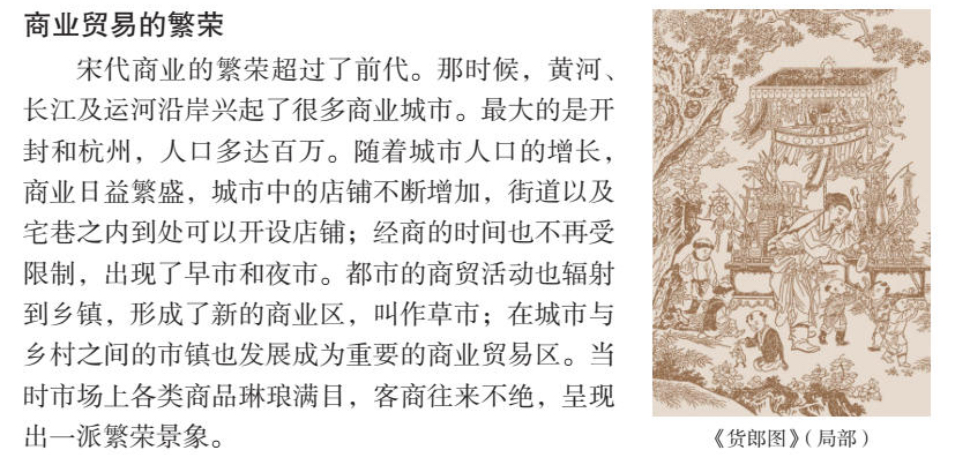 商业贸易的繁荣
宋代商业的繁荣超过了前代。那时候，黄河、
长江及运河沿岸兴起了很多商业城市。最大的是开
封和杭州，人口多达百万。随着城市人口的增长，
商业日益繁盛，城市中的店铺不断增加，街道以及
宅巷之内到处可以开设店铺；经商的时间也不再受
限制，出现了早市和夜市。都市的商贸活动也辐射
到乡镇，形成了新的商业区，叫作草市；在城市与
乡村之间的市镇也发展成为重要的商业贸易区。当
时市场上各类商品琳琅满目，客商往来不绝，呈现
出一派繁荣景象。
《货郎图》（局部）